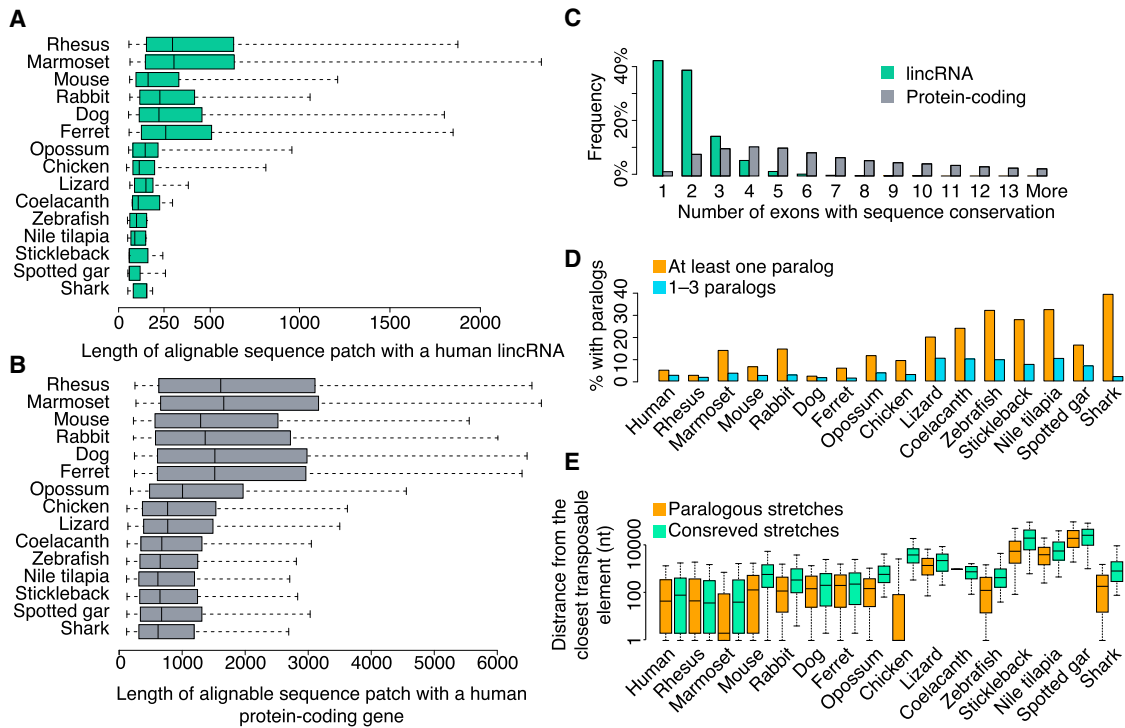 A
Rhesus
Marmoset
Mouse
Rabbit
Dog
Ferret
Opossum
Chicken
Lizard
Coelacanth
Zebrafish
Nile tilapia
Stickleback
Spotted gar
Shark
0 250 500 1000 1500 2000
Length of alignable sequence patch with a human lincRNA
B
Rhesus
Marmoset
Mouse
Rabbit
Dog
Ferret
Opossum
Chicken
Lizard
Coelacanth
Zebrafish
Nile tilapia
Stickleback
Spotted gar
Shark
0 1000 2000 3000 4000 5000 6000
Length of alignable sequence patch with a human
protein-coding gene
C
Frequency
0% 20% 40%
lincRNA
Protein-coding
1 2 3 4 5 6 7 8 9 10 11 12 13 More
Number of exons with sequence conservation
D
At least one paralog
1–3 paralogs
% with paralogs
0 10 20 30 40
Human Rhesus Marmoset Mouse Rabbit Dog Ferret Opossum Chicken Lizard Coelacanth Zebrafish Stickleback Nile tilapia Spotted gar Shark
E
Paralogous stretches
Consreved stretches
Distrance from the
closest transposable
element (nt)
1 100 10000
Human Rhesus Marmoset Mouse Rabbit Dog Ferret Opossum Chicken Lizard Coelacanth Zebrafish Stickleback Nile tilapia Spotted gar Shark